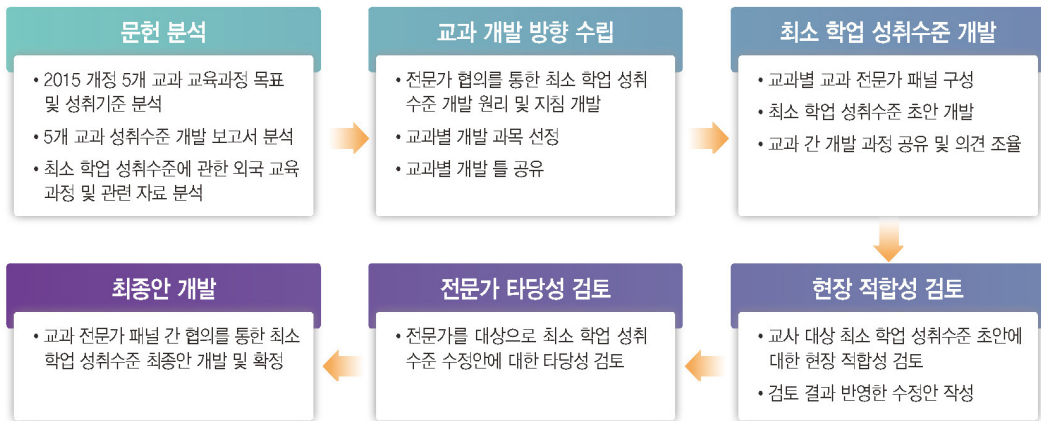 문헌 분석
• 2015 개정 5개 교과 교육과정 목표
및 성취기준 분석
• 5개 교과 성취수준 개발 보고서 분석
• 최소 학업 성취수준에 관한 외국 교육
과정 및 관련 자료 분석
교과 개발 방향 수립
• 전문가 협의를 통한 최소 학업 성취
수준 개발 원리 및 지침 개발
• 교과별 개발 과목 선정
• 교과별 개발 틀 공유
최소 학업 성취수준 개발
• 교과별 교과 전문가 패널 구성
• 최소 학업 성취수준 초안 개발
• 교과 간 개발 과정 공유 및 의견 조율
현장 적합성 검토
• 교사 대상 최소 학업 성취수준 초안에
대한 현장 적합성 검토
• 검토 결과 반영한 수정안 작성
전문가 타당성 검토
• 전문가를 대상으로 최소 학업 성취
수준 수정안에 대한 타당성 검토
최종안 개발
• 교과 전문가 패널 간 협의를 통한 최소
학업 성취수준 최종안 개발 및 확정